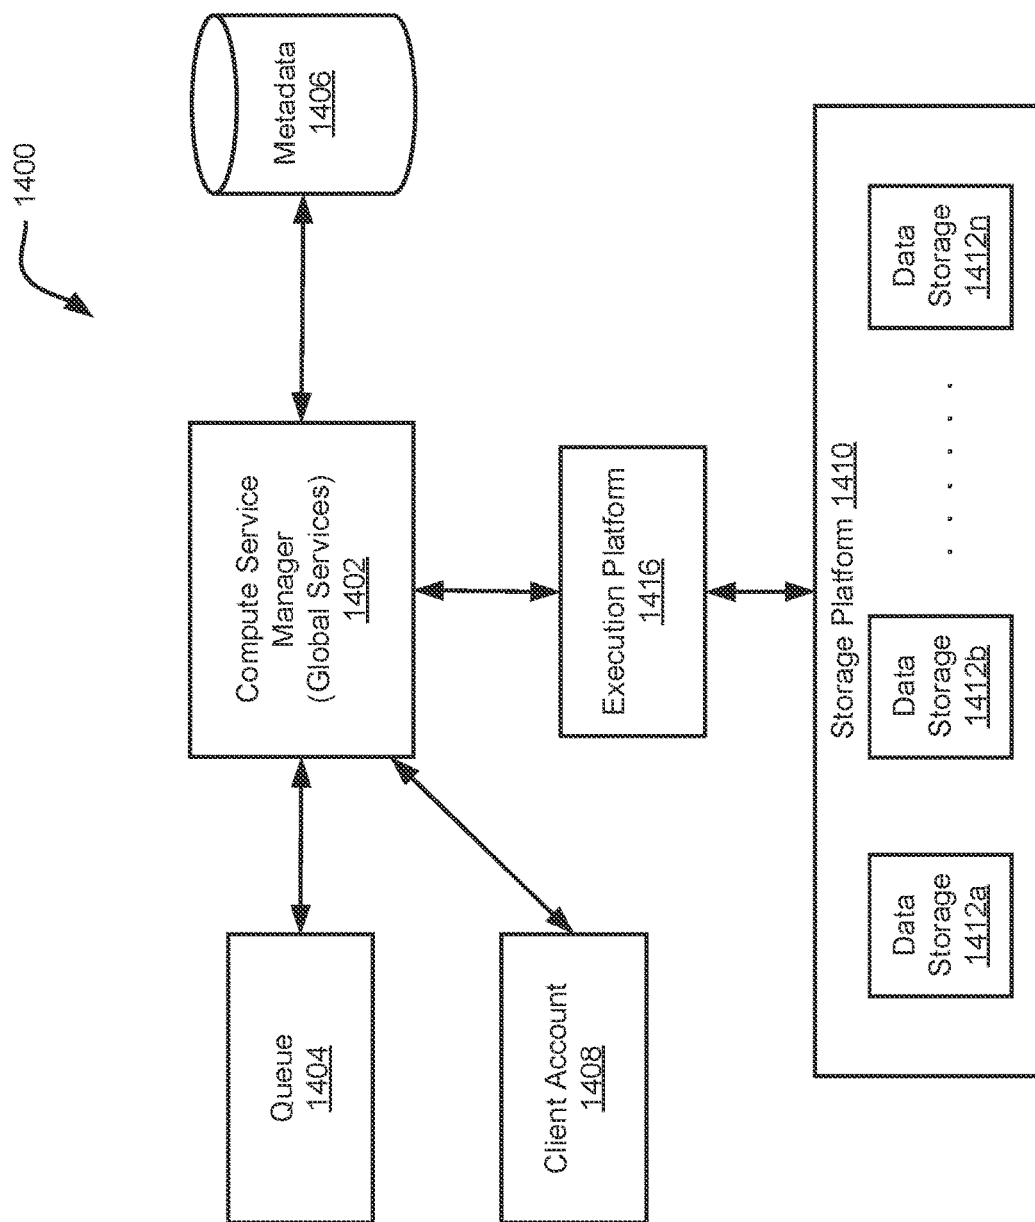 1400
Queue
1404
Compute Service
Manager
(Global Services)
1402
Metadata
1406
Client Account
1408
Execution Platform
1416
Storage Platform 1410
Data
Storage
1412a
Data
Storage
1412b
. . . . . .
Data
Storage
1412n